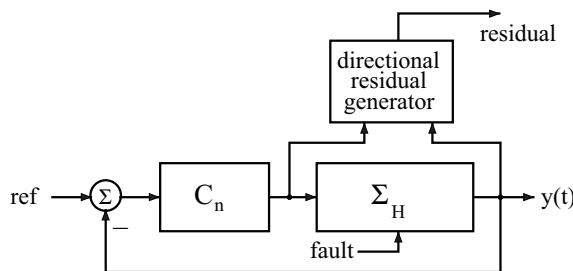 residual
directional
residual
generator
ref
Σ
C_n
Σ_H
y(t)
−
fault